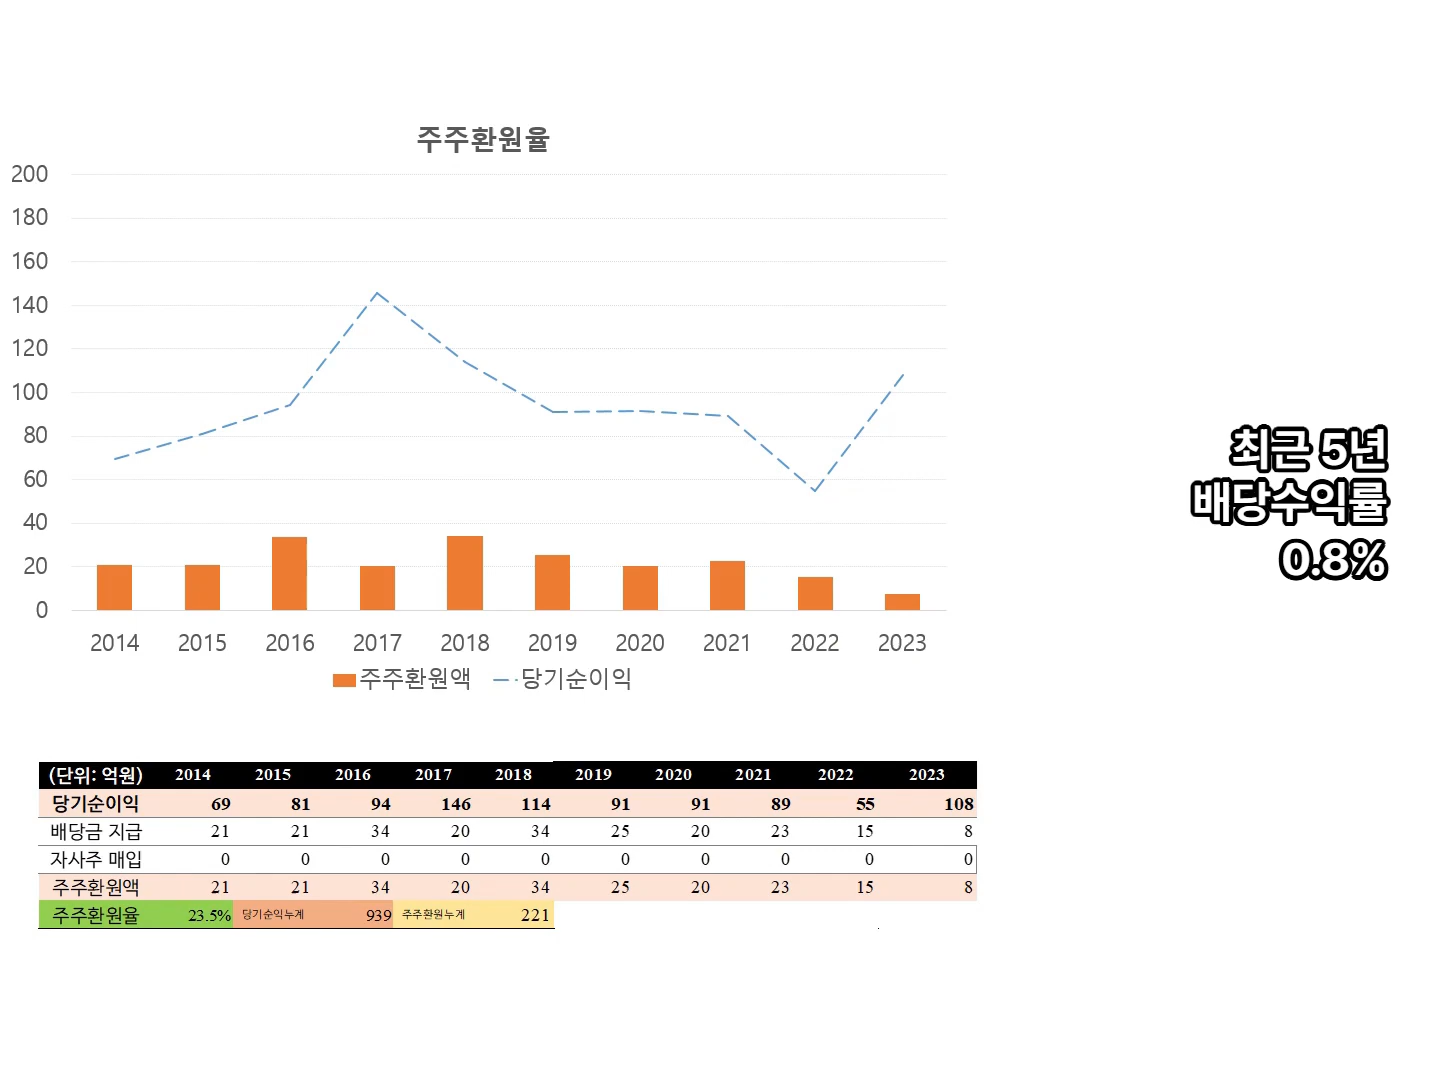 주주환원율
200
180
160
140
120
100
80
60
40
20
0
2014 2015 2016 2017 2018 2019 2020 2021 2022 2023
주주환원액 당기순이익
최근 5년
배당수익률
0.8%
(단위: 억원) 2014 2015 2016 2017 2018 2019 2020 2021 2022 2023
당기순이익 69 81 94 146 114 91 91 89 55 108
배당금 지급 21 21 34 20 34 25 20 23 15 8
자사주 매입 0 0 0 0 0 0 0 0 0 0
주주환원액 21 21 34 20 34 25 20 23 15 8
주주환원율 23.5% 당기순익누계 939 주주환원누계 221